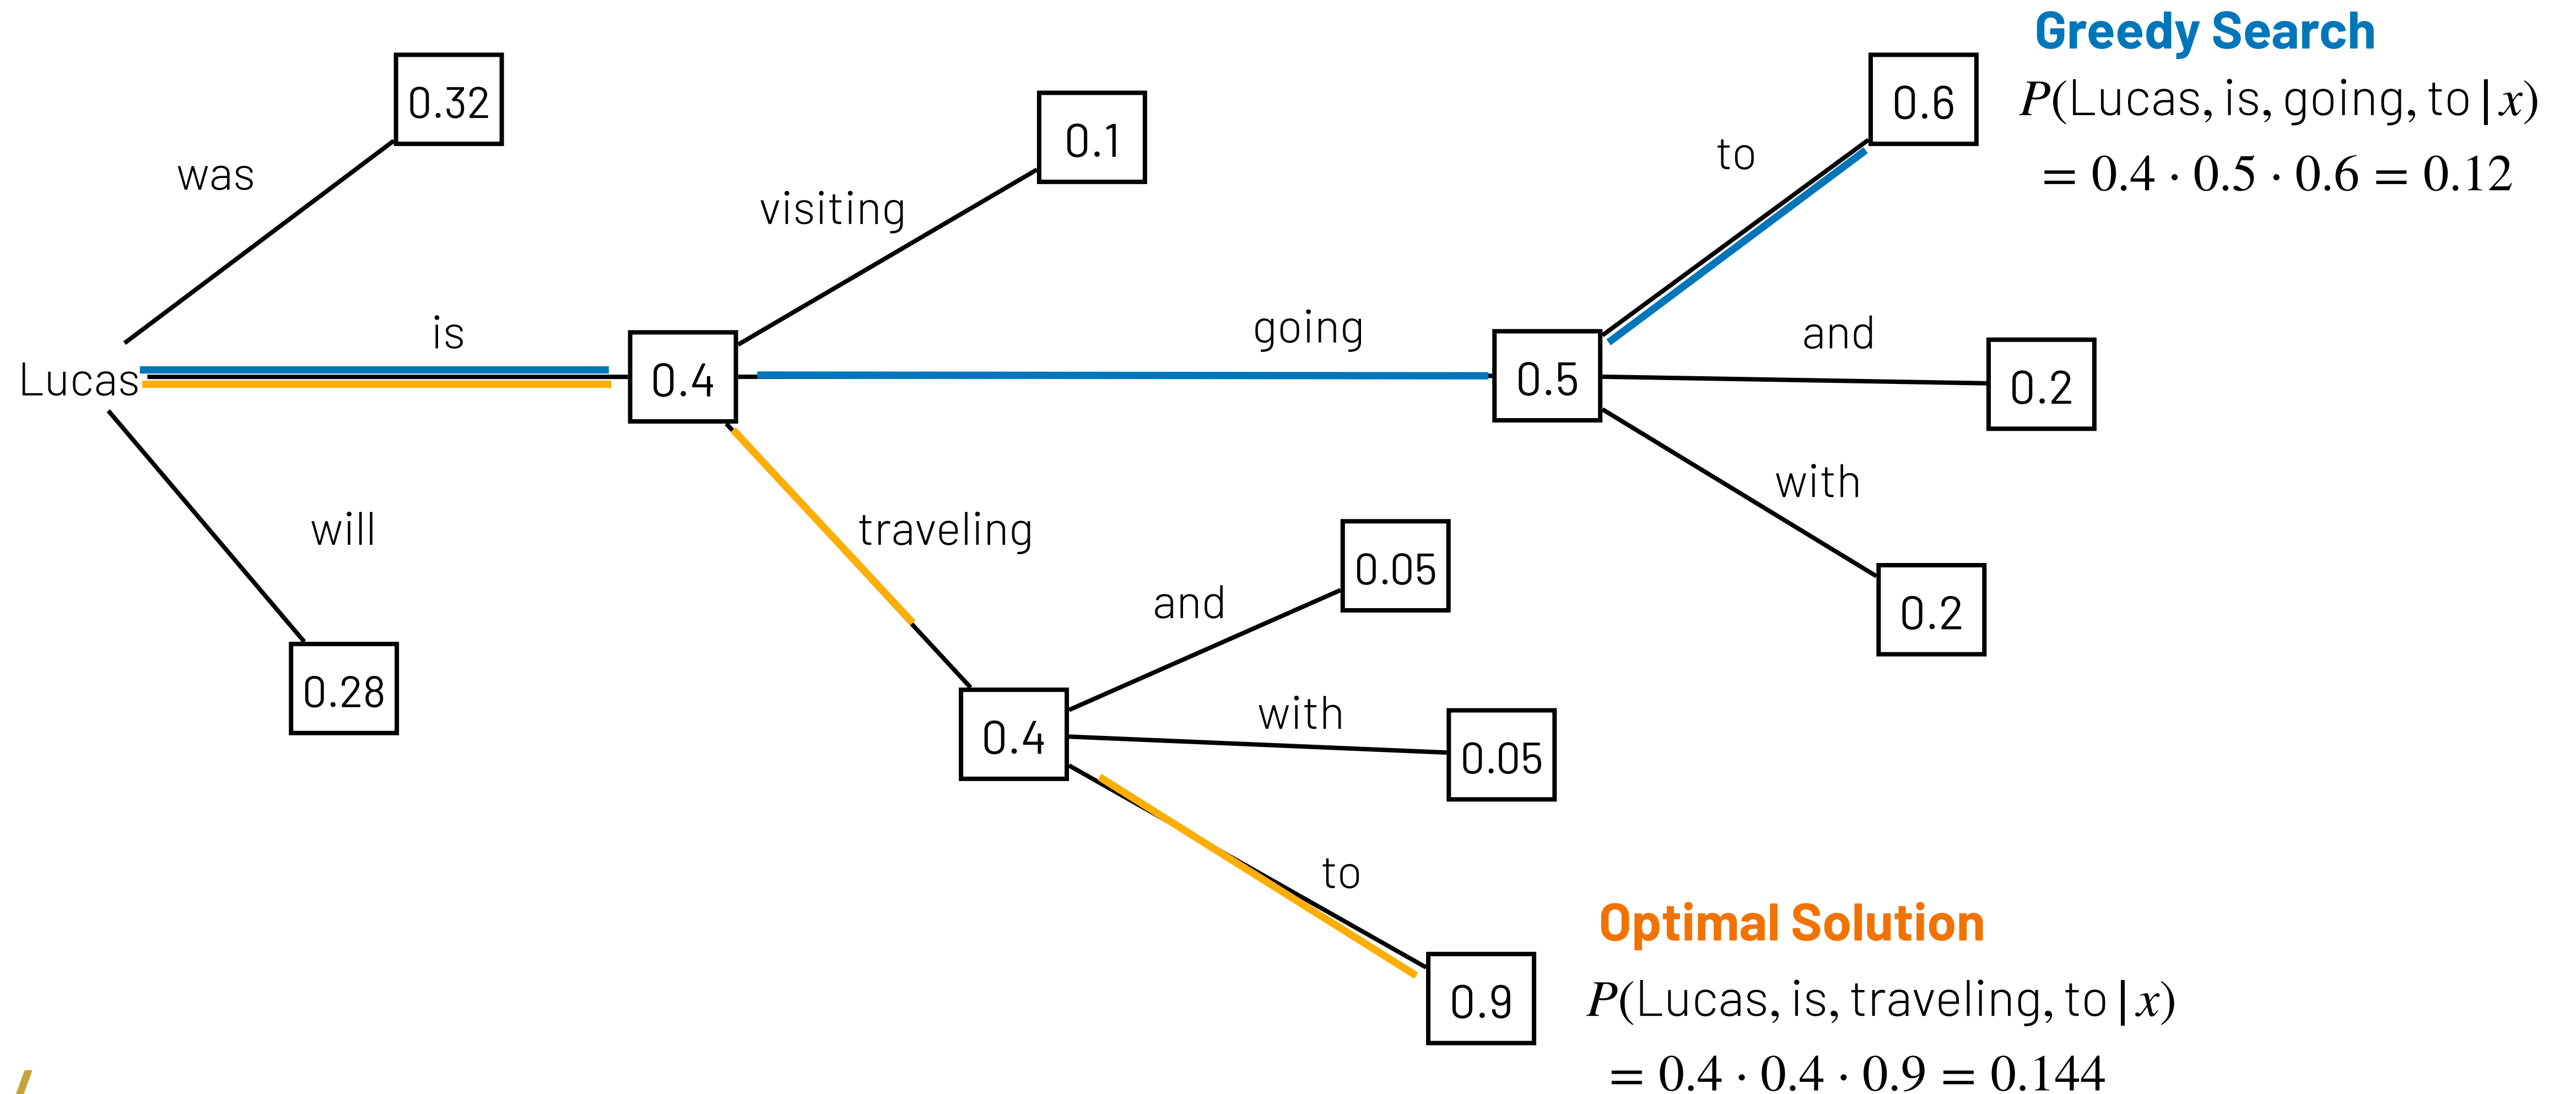 Greedy Search
P(Lucas, is, going, to | x)
= 0.4 · 0.5 · 0.6 = 0.12
0.32
0.6
0.1
to
was
visiting
is
going
and
Lucas
0.4
0.5
0.2
with
traveling
will
0.05
and
0.2
0.28
with
0.4
0.05
to
Optimal Solution
0.9
P(Lucas, is, traveling, to | x)
= 0.4 · 0.4 · 0.9 = 0.144